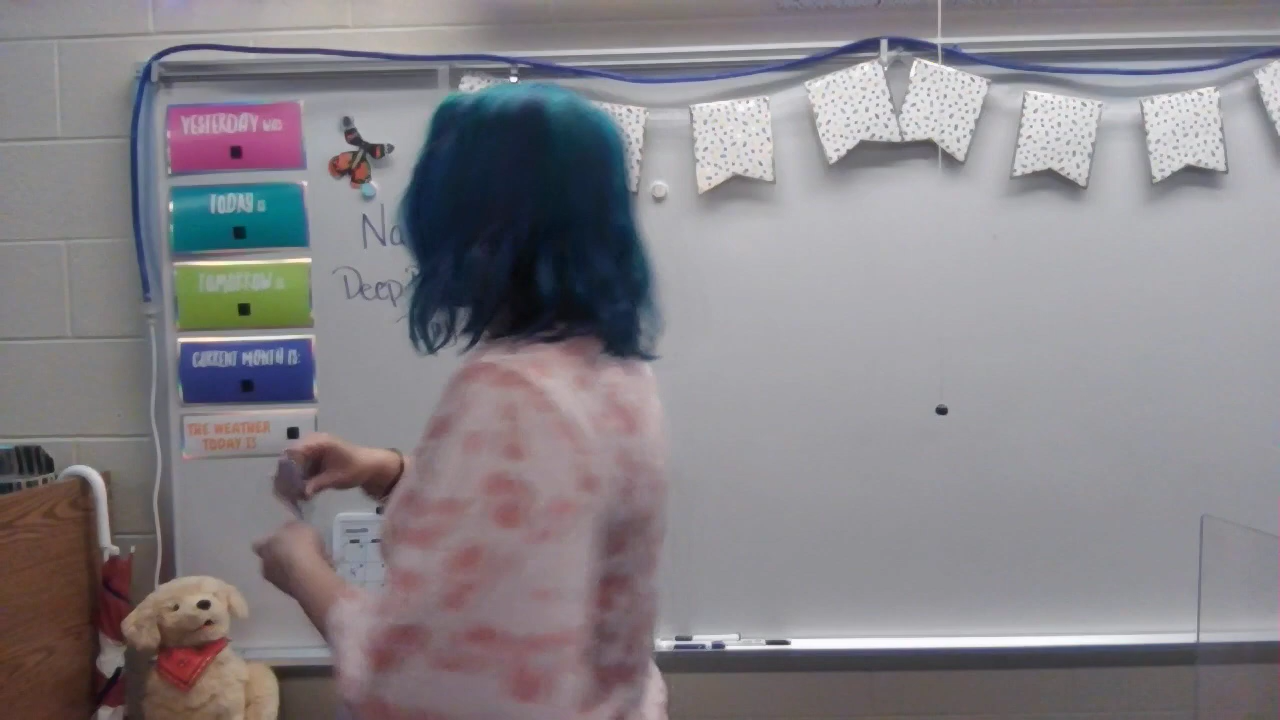 YESTERDAY WAS
TODAY IS
TOMORROW IS
CURRENT MONTH IS:
THE WEATHER
TODAY IS
Na
Deep